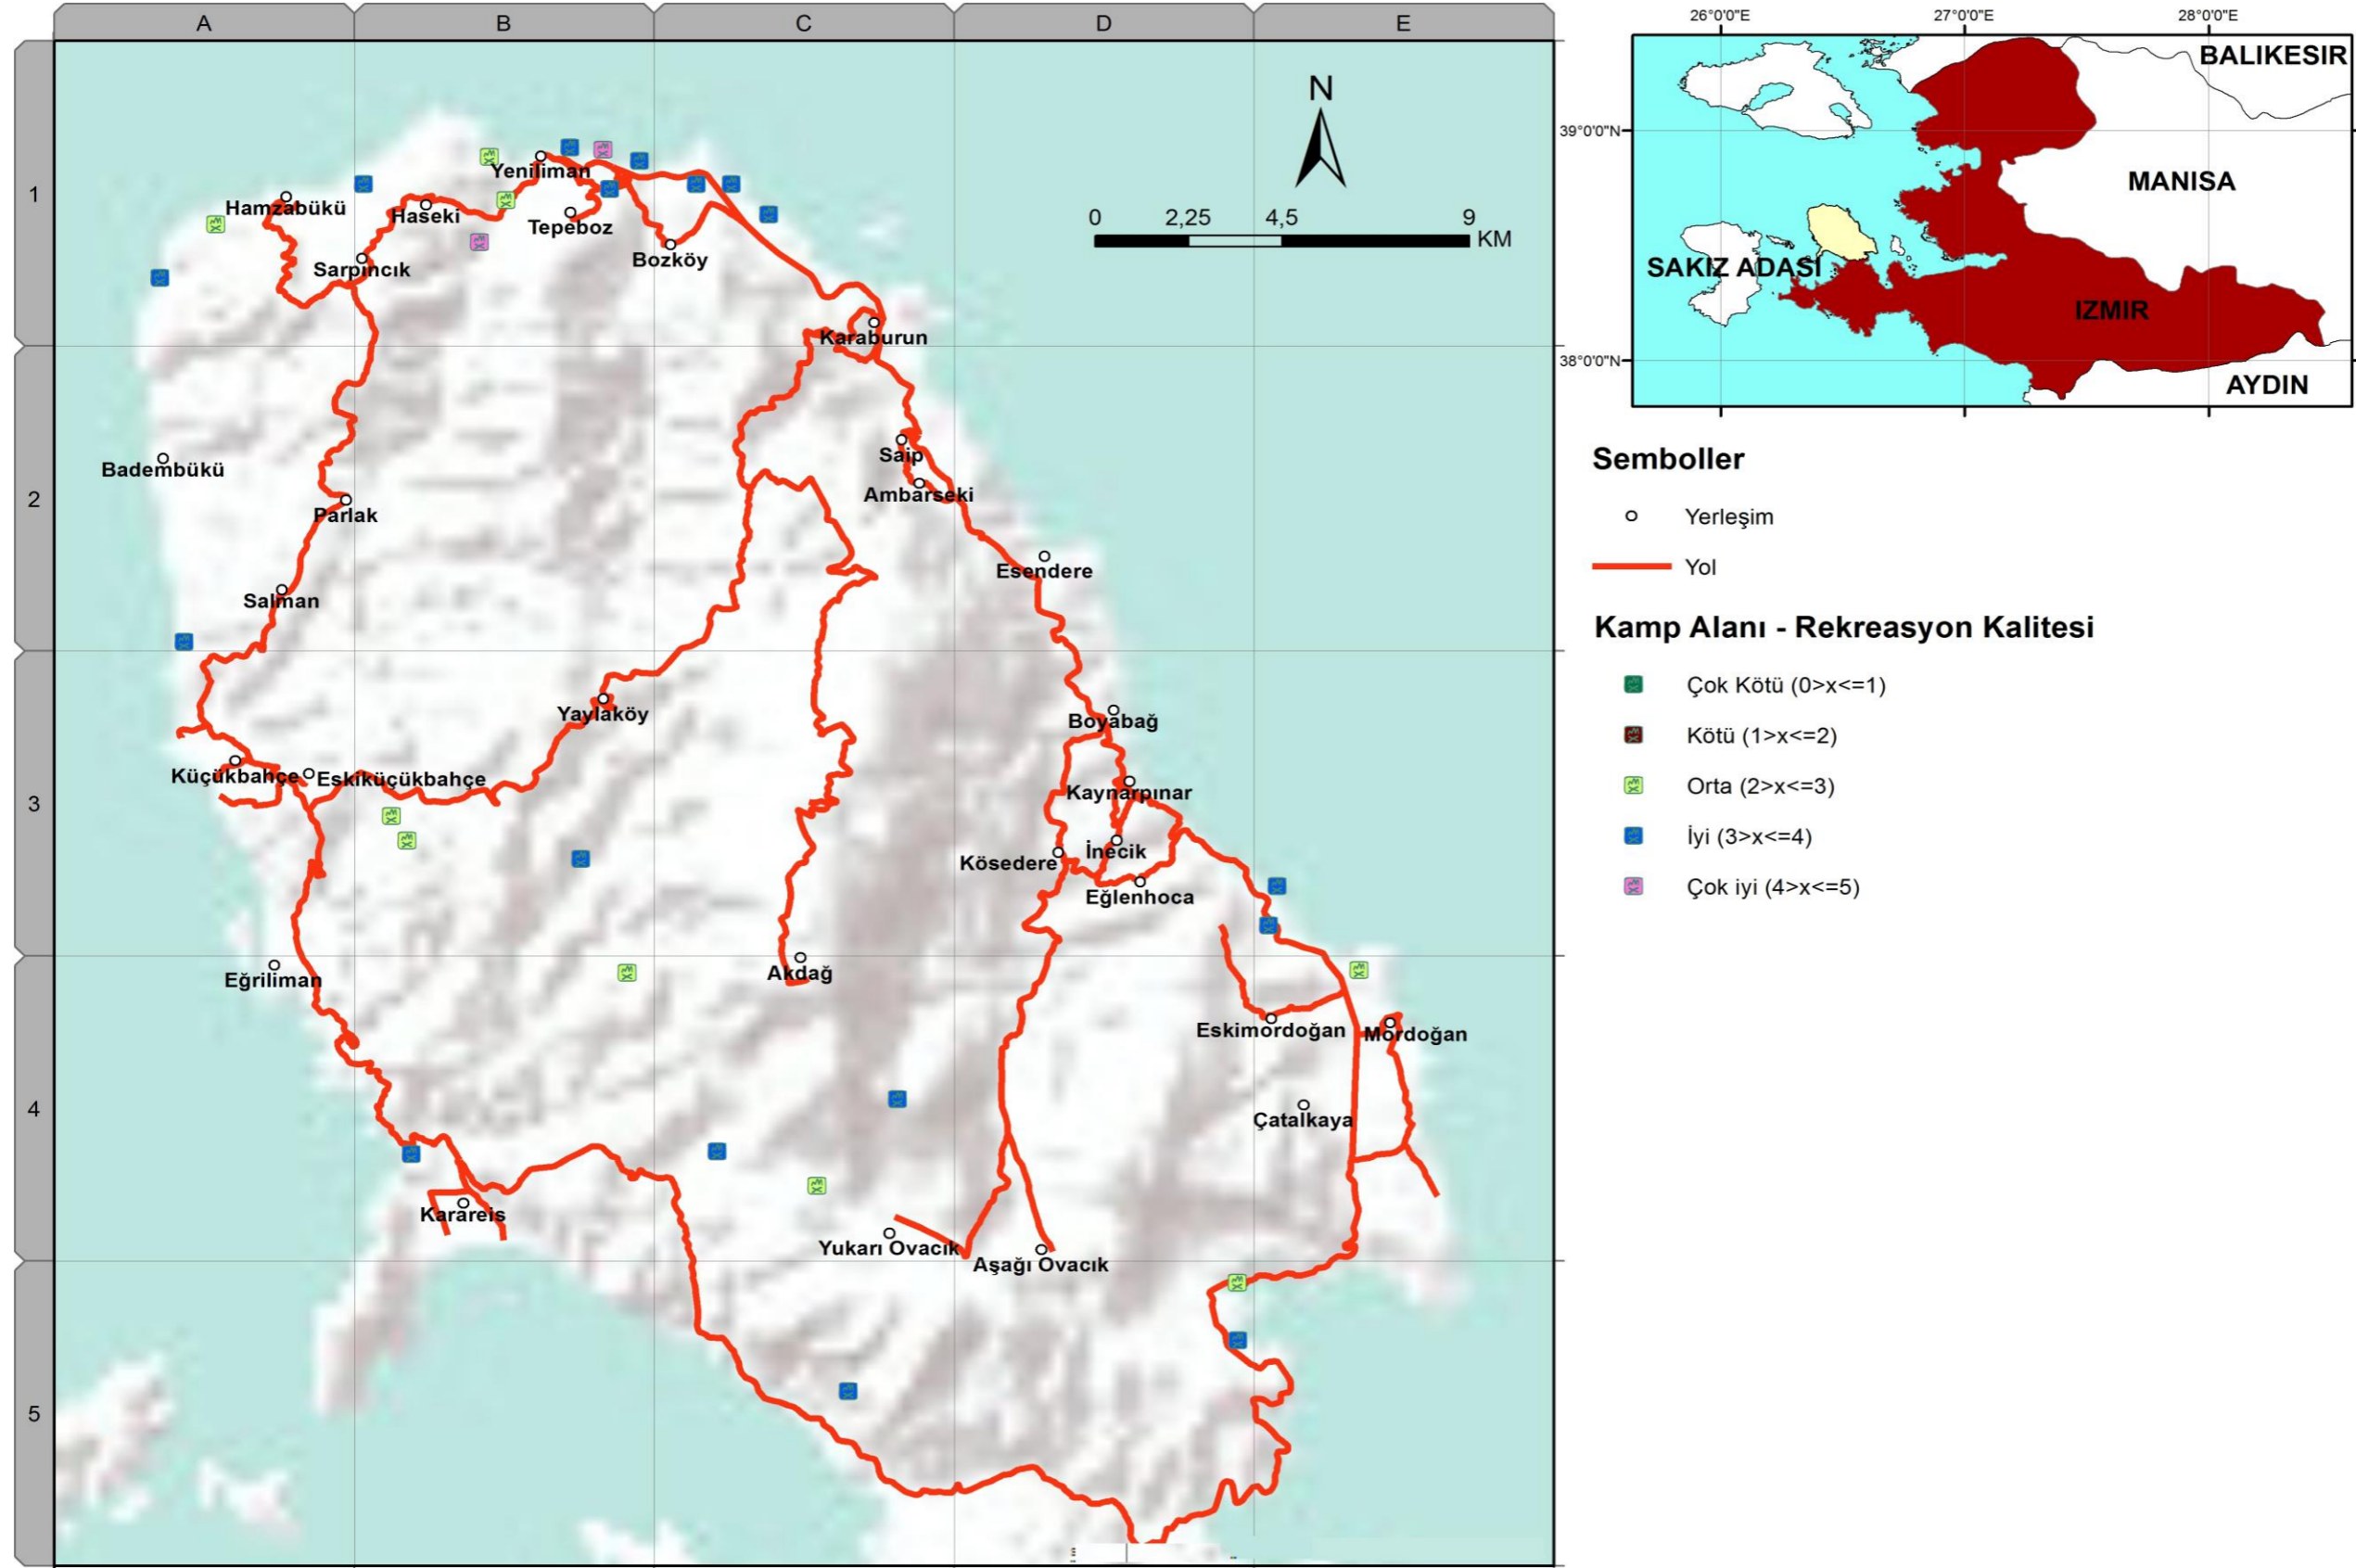 A B C D E
1
2
3
4
5
N
0 2,25 4,5 9
KM
Hamzabükü
Haseki
Sarpıncık
Yeniliman
Tepeboz
Bozköy
Karaburun
Badembükü
Parlak
Salman
Saip
Ambarseki
Esendere
Yaylaköy
Küçükbahçe
Eskiküçükbahçe
Boyabağ
Kaynarpınar
İnecik
Kösedere
Eğlenhoca
Eğriliman
Akdağ
Eskimordoğan
Mordoğan
Çatalkaya
Karareis
Yukarı Ovacık
Aşağı Ovacık
26°0'0"E 27°0'0"E 28°0'0"E
39°0'0"N
38°0'0"N
BALIKESIR
MANISA
SAKIZ ADASI
IZMIR
AYDIN
Semboller
Yerleşim
Yol
Kamp Alanı - Rekreasyon Kalitesi
Çok Kötü (0>x<=1)
Kötü (1>x<=2)
Orta (2>x<=3)
İyi (3>x<=4)
Çok iyi (4>x<=5)